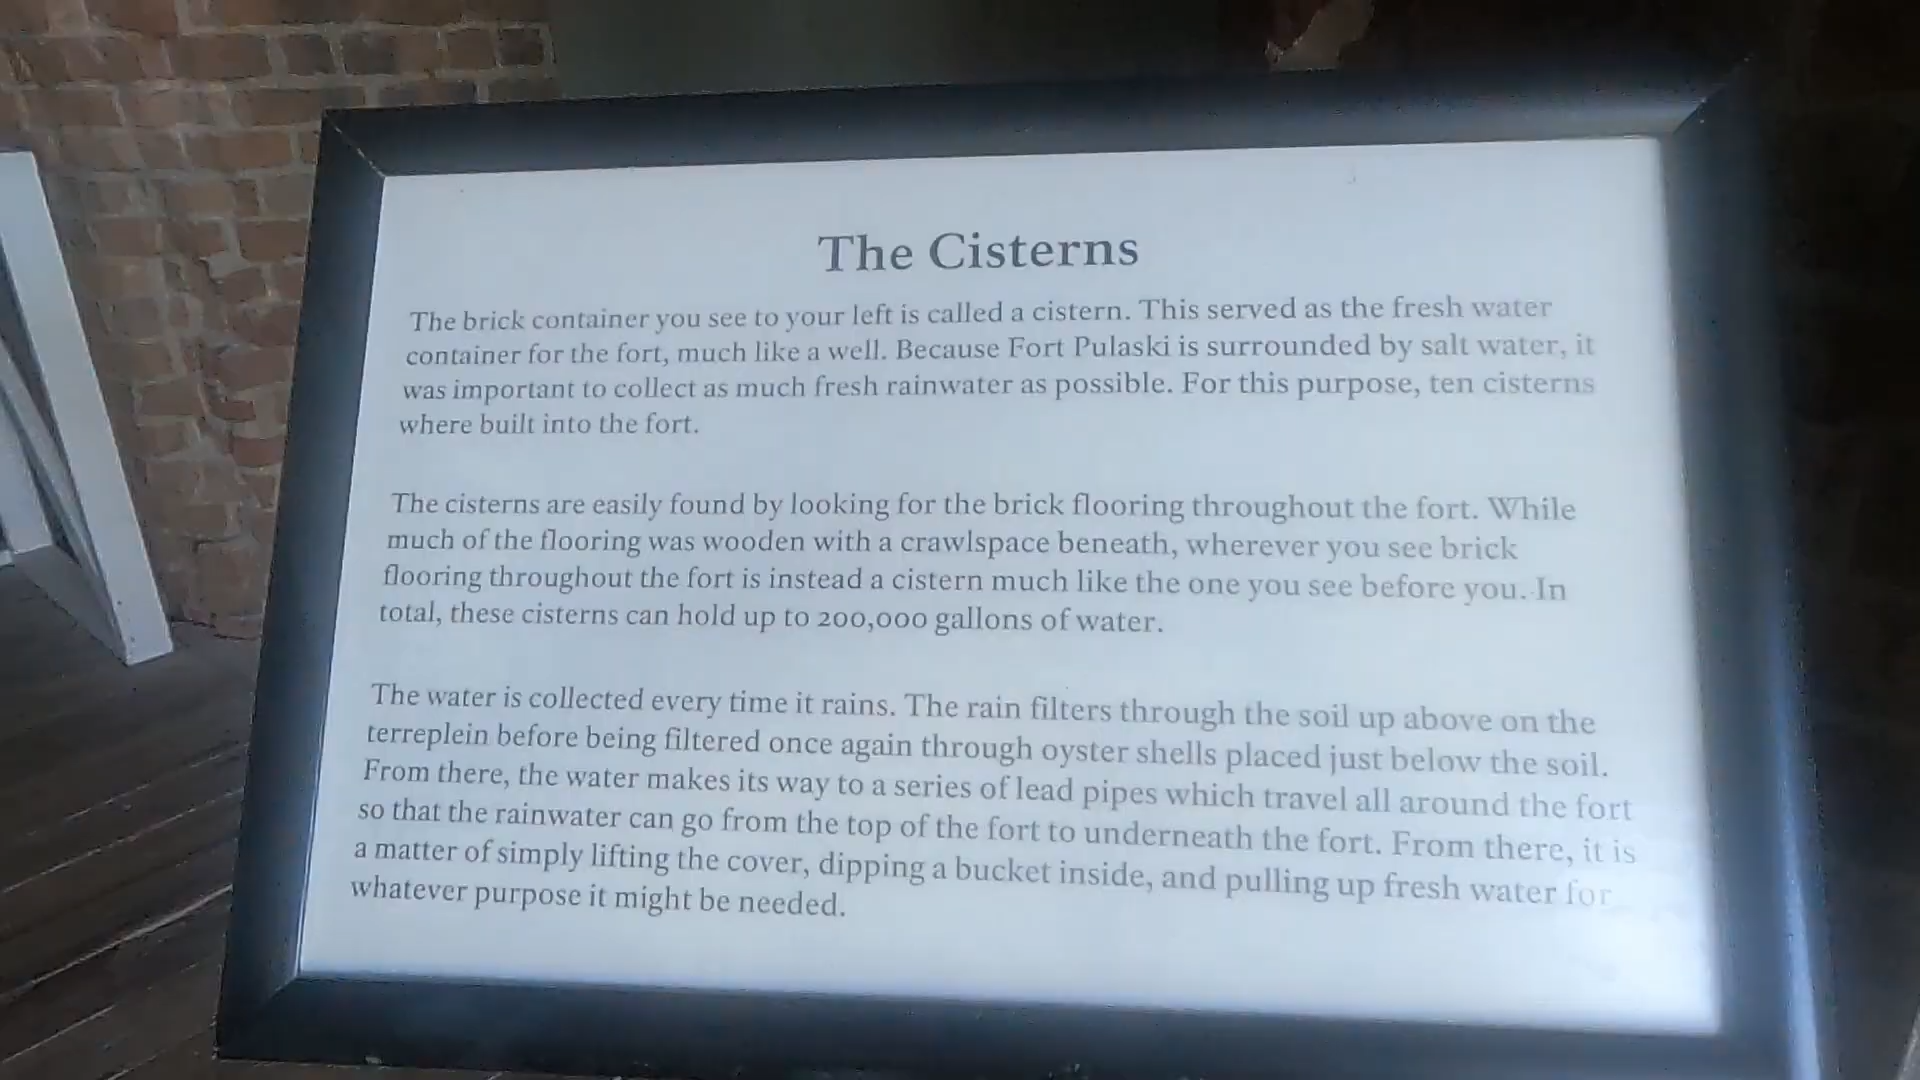 The Cisterns
The brick container you see to your left is called a cistern. This served as the fresh water
container for the fort, much like a well. Because Fort Pulaski is surrounded by salt water, it
was important to collect as much fresh rainwater as possible. For this purpose, ten cisterns
where built into the fort.
The cisterns are easily found by looking for the brick flooring throughout the fort. While
much of the flooring was wooden with a crawlspace beneath, wherever you see brick
flooring throughout the fort is instead a cistern much like the one you see before you. In
total, these cisterns can hold up to 200,000 gallons of water.
The water is collected every time it rains. The rain filters through the soil up above on the
terreplein before being filtered once again through oyster shells placed just below the soil.
From there, the water makes its way to a series of lead pipes which travel all around the fort
so that the rainwater can go from the top of the fort to underneath the fort. From there, it is
a matter of simply lifting the cover, dipping a bucket inside, and pulling up fresh water for
whatever purpose it might be needed.